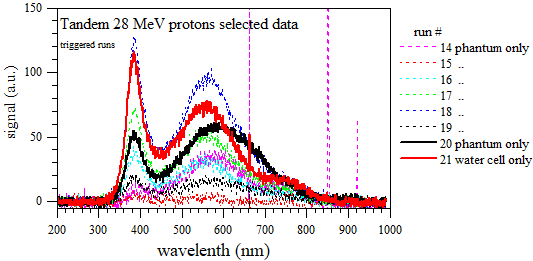 Tandem 28 MeV protons selected data
triggered runs
signal (a.u.)
150
100
50
0
200 300 400 500 600 700 800 900 1000
wavelenth (nm)
run #
14 phantum only
15 ..
16 ..
17 ..
18 ..
19 ..
20 phantum only
21 water cell only